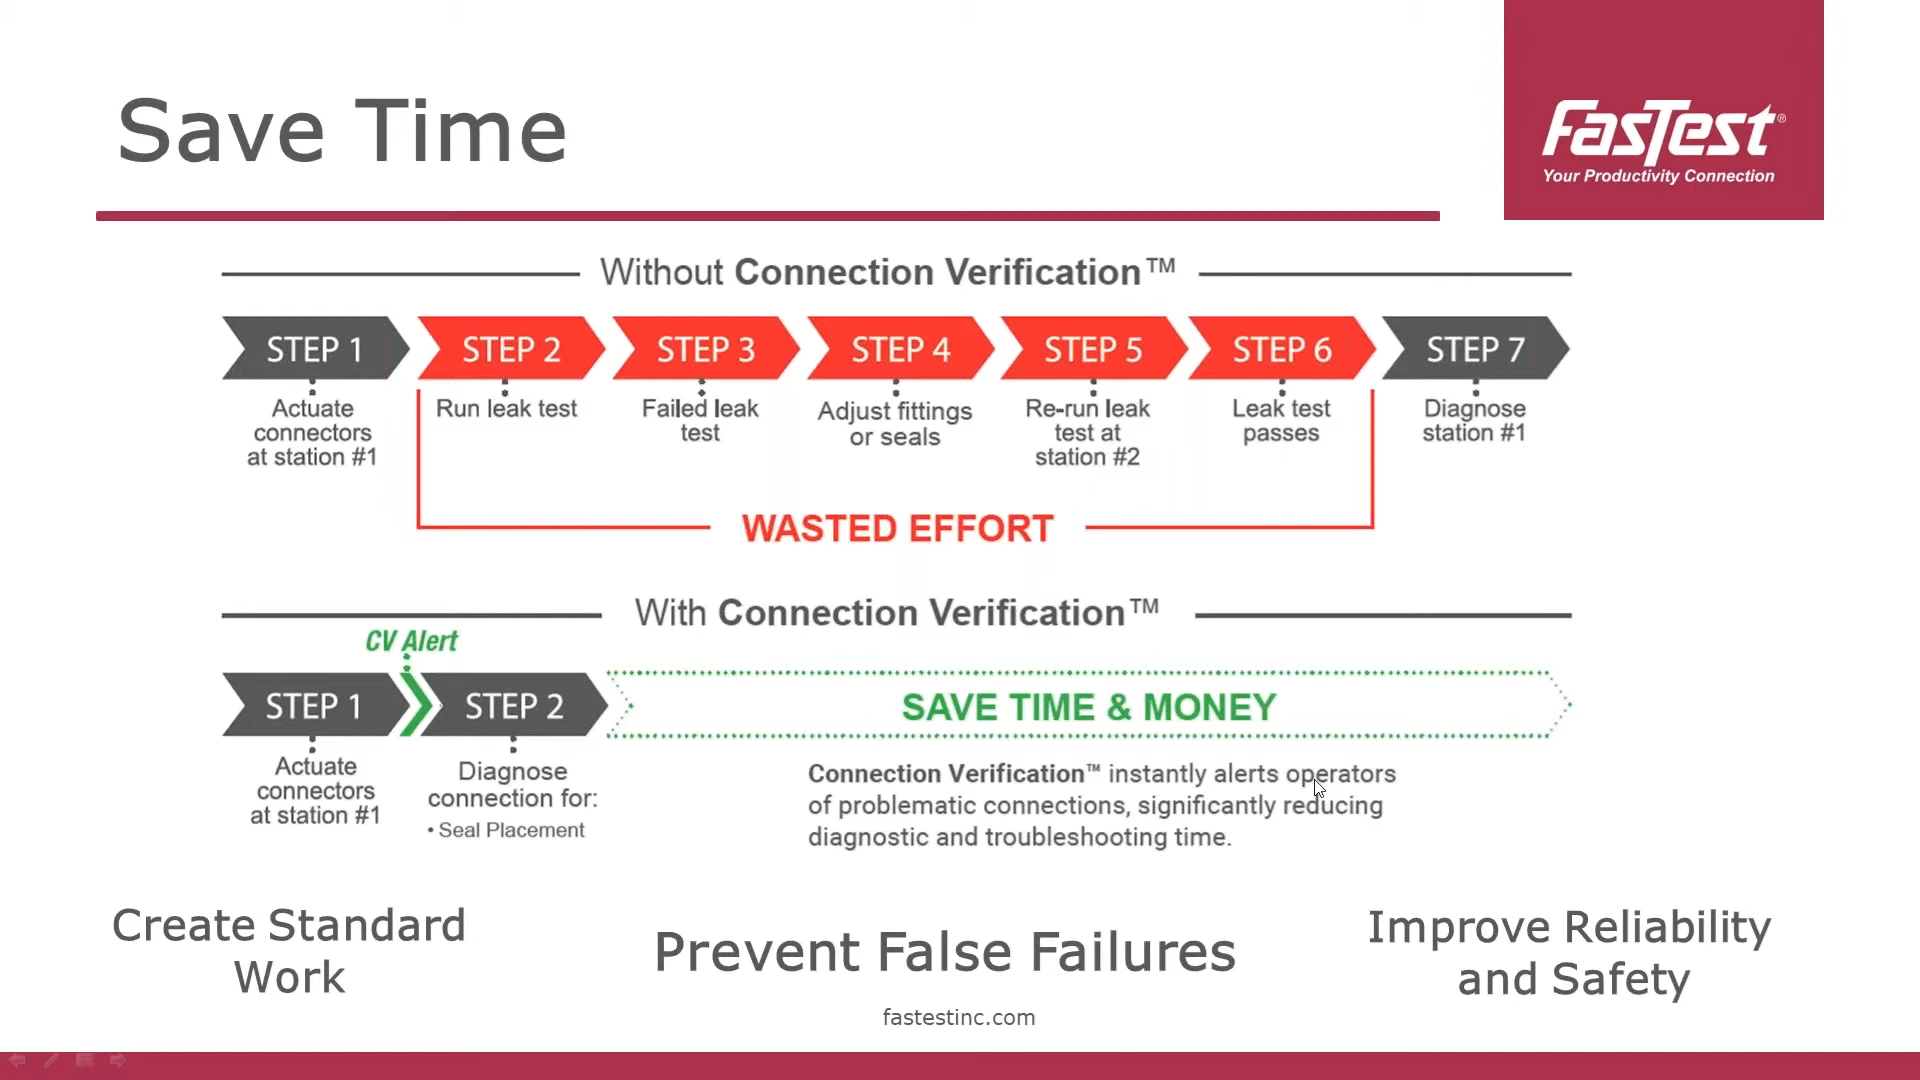 Save Time
FasTest®
Your Productivity Connection
Without Connection Verification™
STEP 1
STEP 2
STEP 3
STEP 4
STEP 5
STEP 6
STEP 7
Actuate
connectors
at station #1
Run leak test
Failed leak
test
Adjust fittings
or seals
Re-run leak
test at
station #2
Leak test
passes
Diagnose
station #1
WASTED EFFORT
With Connection Verification™
CV Alert
STEP 1
STEP 2
SAVE TIME & MONEY
Actuate
connectors
at station #1
Diagnose
connection for:
• Seal Placement
Connection Verification™ instantly alerts operators
of problematic connections, significantly reducing
diagnostic and troubleshooting time.
Create Standard
Work
Prevent False Failures
Improve Reliability
and Safety
fastestinc.com